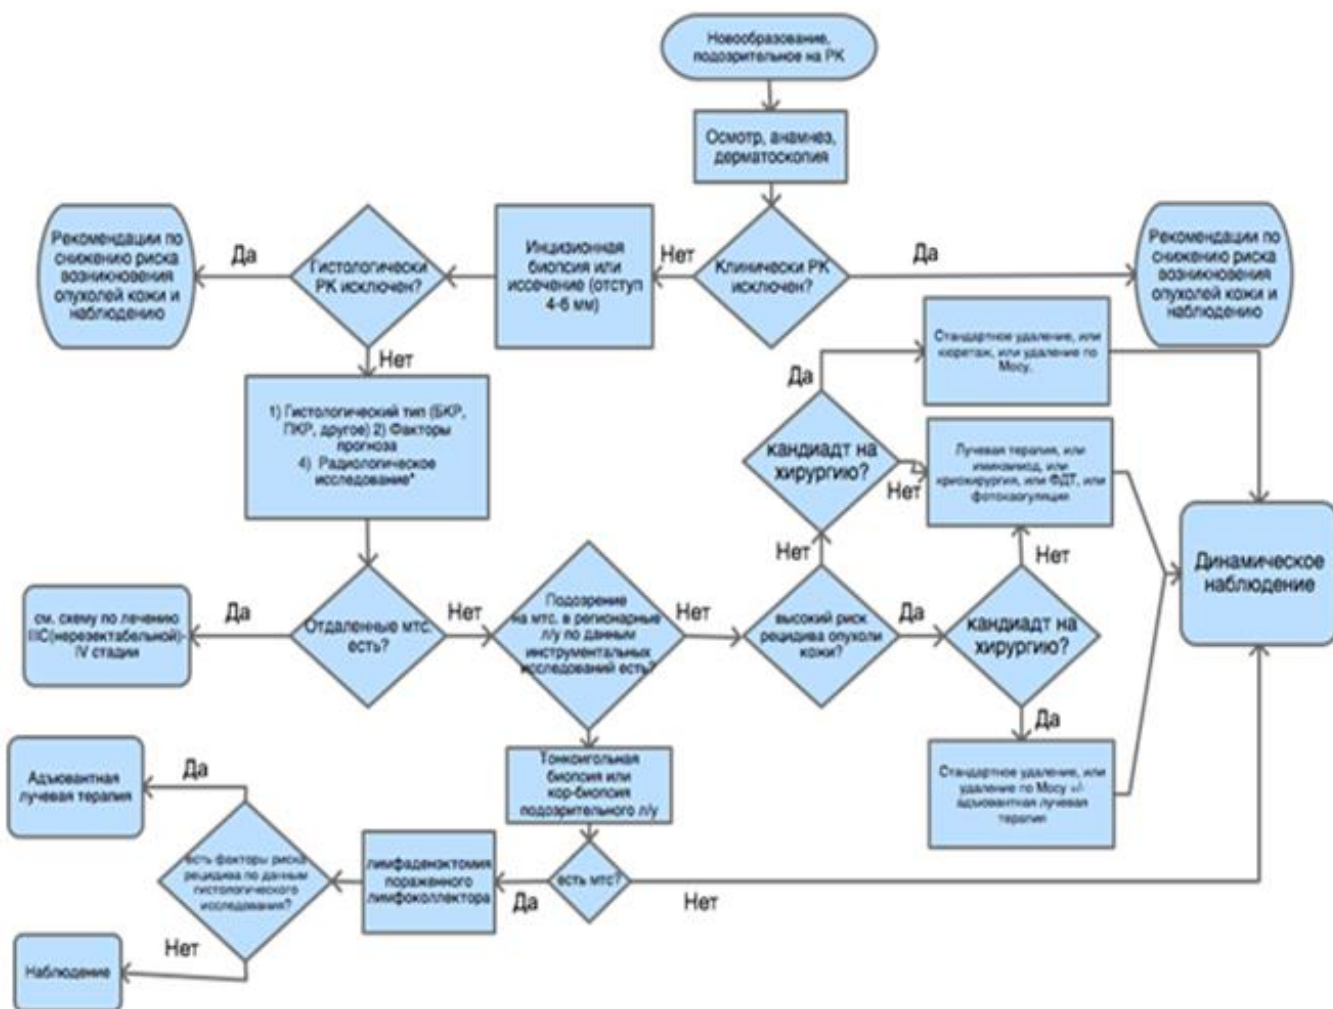 Новообразование,
подозрительное на РК
Осмотр, анамнез,
дерматоскопия
Клинически РК
исключен?
Да
Рекомендации по
снижению риска
возникновения
опухолей кожи и
наблюдению
Нет
Инцизионная
биопсия или
иссечение (отступ
4-6 мм)
Гистологически
РК исключен?
Да
Рекомендации по
снижению риска
возникновения
опухолей кожи и
наблюдению
Нет
1) Гистологический тип (БКР,
ПКР, другое) 2) Факторы
прогноза
4) Радиологическое
исследование*
Отдаленные мтс.
есть?
Да
см. схему по лечению
IIIC(нерезектабельной)-
IV стадии
Нет
Подозрение
на мтс. в регионарные
л/у по данным
инструментальных
исследований есть?
Нет
высокий риск
рецидива опухоли
кожи?
Нет
кандиадт на
хирургию?
Да
Стандартное удаление, или
кюретаж, или удаление по
Мосу,
Нет
Лучевая терапия, или
имихимод, или
криохирургия, или ФДТ, или
фотокоагуляция
Да
кандиадт на
хирургию?
Нет
Да
Стандартное удаление, или
удаление по Мосу +/-
адъювантная лучевая
терапия
Динамическое
наблюдение
Тонкоигольная
биопсия или
кор-биопсия
подозрительного л/у
есть мтс?
Нет
Да
лимфаденэктомия
пораженного
лимфоколлектора
есть факторы риска
рецидива по данным
гистологического
исследования?
Да
Адъювантная
лучевая терапия
Нет
Наблюдение